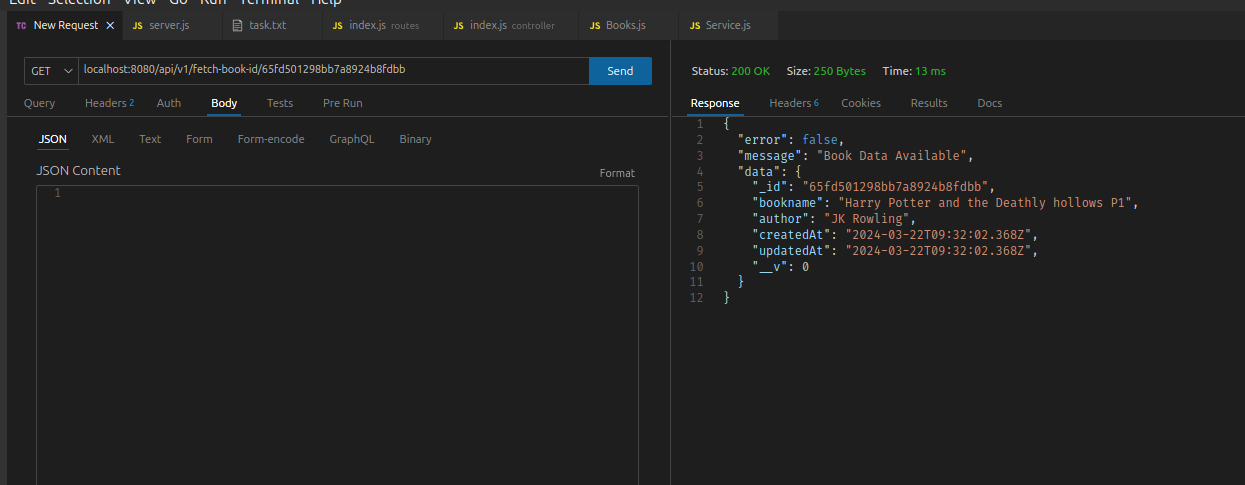 Edit Selection View Go Run Terminal Help
TC New Request × JS server.js task.txt JS index.js routes JS index.js controller JS Books.js JS Service.js
GET localhost:8080/api/v1/fetch-book-id/65fd501298bb7a8924b8fdbb Send
Query Headers 2 Auth Body Tests Pre Run
JSON XML Text Form Form-encode GraphQL Binary
JSON Content Format
1
Status: 200 OK Size: 250 Bytes Time: 13 ms
Response Headers 6 Cookies Results Docs
1 {
2 "error": false,
3 "message": "Book Data Available",
4 "data": {
5 "_id": "65fd501298bb7a8924b8fdbb",
6 "bookname": "Harry Potter and the Deathly hollows P1",
7 "author": "JK Rowling",
8 "createdAt": "2024-03-22T09:32:02.368Z",
9 "updatedAt": "2024-03-22T09:32:02.368Z",
10 "__v": 0
11 }
12 }